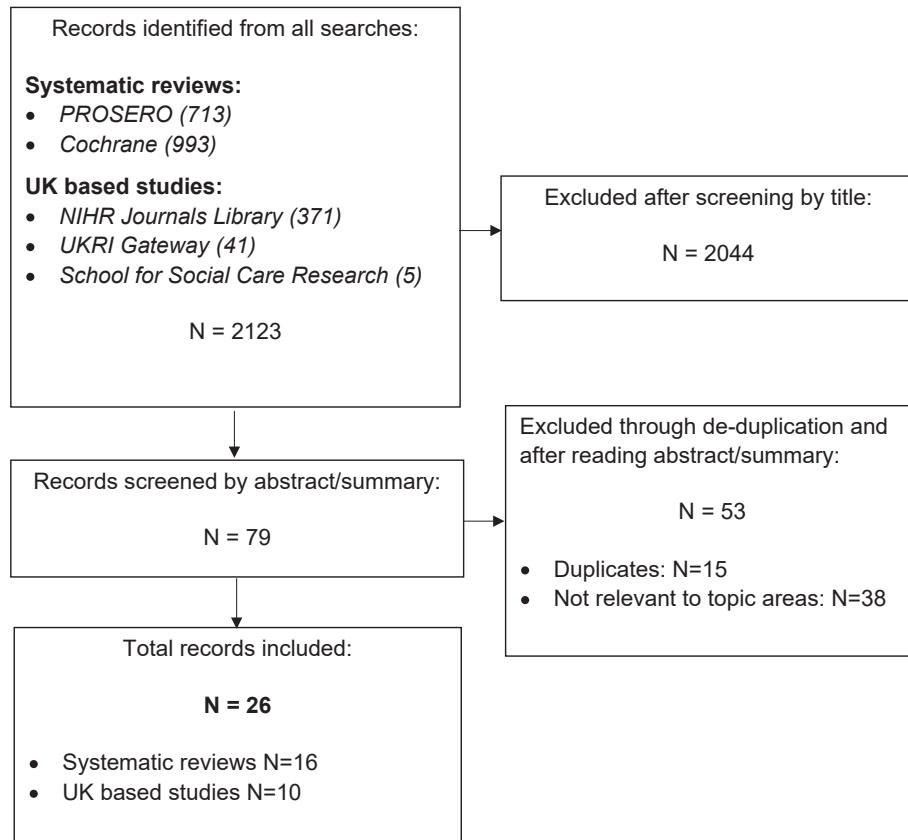 Records identified from all searches:
Systematic reviews:
• PROSERO (713)
• Cochrane (993)
UK based studies:
• NIHR Journals Library (371)
• UKRI Gateway (41)
• School for Social Care Research (5)
N = 2123
Excluded after screening by title:
N = 2044
Records screened by abstract/summary:
N = 79
Excluded through de-duplication and
after reading abstract/summary:
N = 53
• Duplicates: N=15
• Not relevant to topic areas: N=38
Total records included:
N = 26
• Systematic reviews N=16
• UK based studies N=10